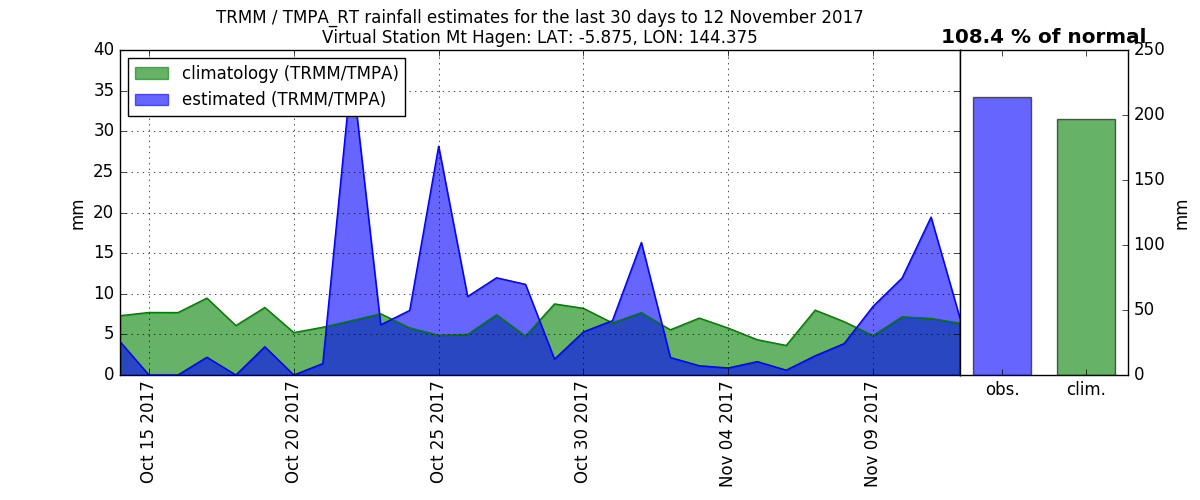 TRMM / TMPA_RT rainfall estimates for the last 30 days to 12 November 2017
Virtual Station Mt Hagen: LAT: -5.875, LON: 144.375
108.4 % of normal
climatology (TRMM/TMPA)
estimated (TRMM/TMPA)
40
35
30
25
20
15
10
5
0
mm
Oct 15 2017
Oct 20 2017
Oct 25 2017
Oct 30 2017
Nov 04 2017
Nov 09 2017
obs.
clim.
250
200
150
100
50
0
mm